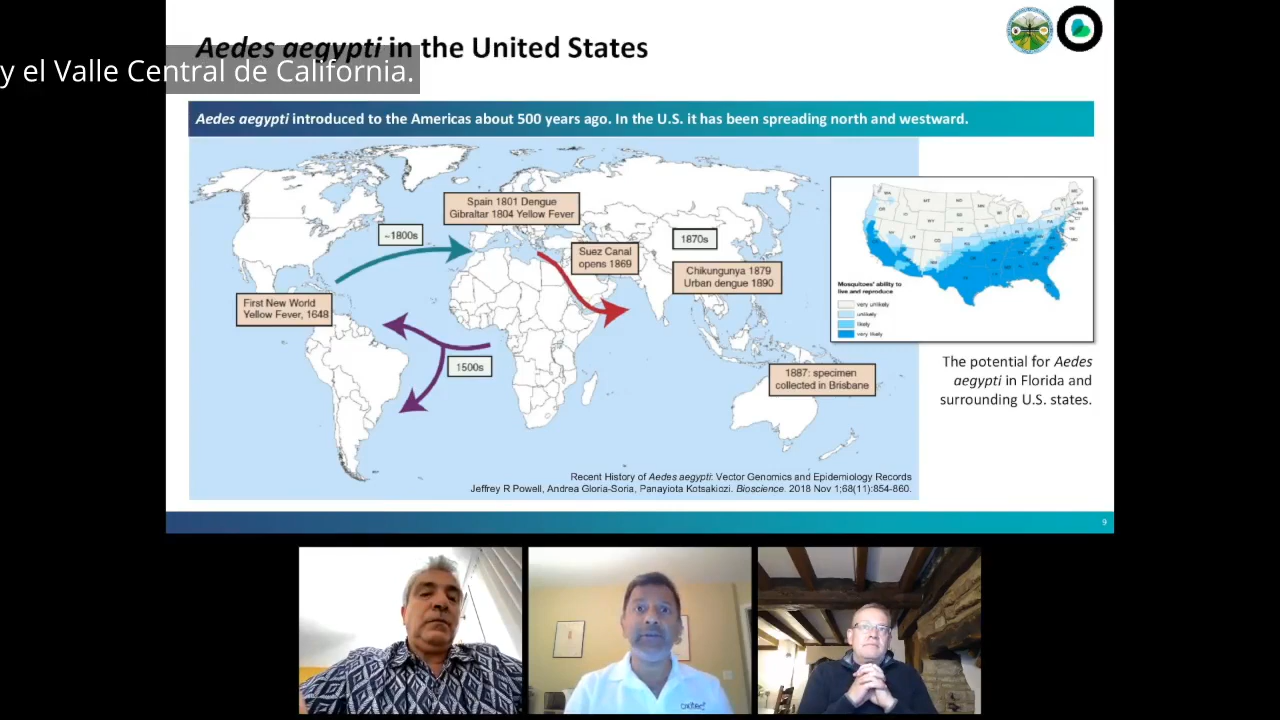 Aedes aegypti in the United States
y el Valle Central de California.
Aedes aegypti introduced to the Americas about 500 years ago. In the U.S. it has been spreading north and westward.
Spain 1801 Dengue
Gibraltar 1804 Yellow Fever
~1800s
Suez Canal
opens 1869
1870s
Chikungunya 1879
Urban dengue 1890
First New World
Yellow Fever, 1648
1500s
1887: specimen
collected in Brisbane
Mosquitoes' ability to
live and reproduce
very unlikely
unlikely
likely
very likely
The potential for Aedes
aegypti in Florida and
surrounding U.S. states.
Recent History of Aedes aegypti: Vector Genomics and Epidemiology Records
Jeffrey R Powell, Andrea Gloria-Soria, Panayiota Kotsakiozi. Bioscience. 2018 Nov 1;68(11):854-860.
9